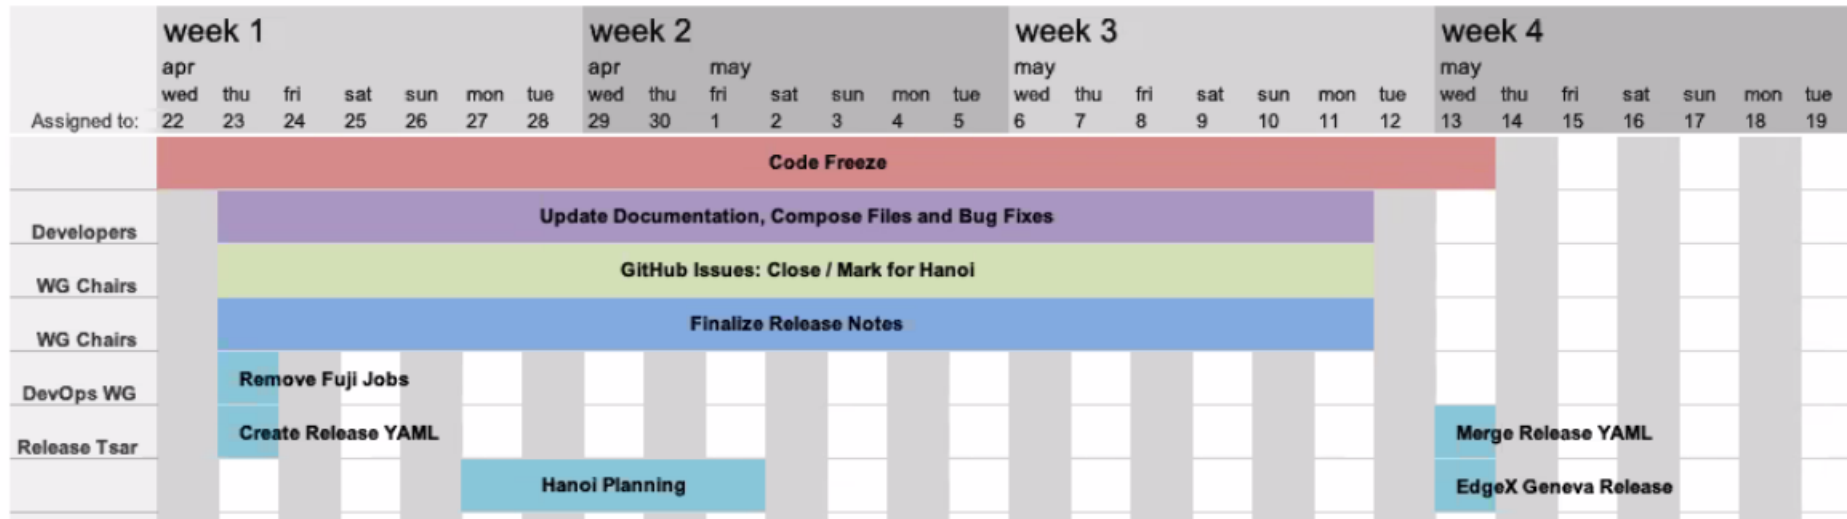 week 1 week 2 week 3 week 4
apr apr may may may
wed thu fri sat sun mon tue wed thu fri sat sun mon tue wed thu fri sat sun mon tue wed thu fri sat sun mon tue
Assigned to: 22 23 24 25 26 27 28 29 30 1 2 3 4 5 6 7 8 9 10 11 12 13 14 15 16 17 18 19
Code Freeze
Developers Update Documentation, Compose Files and Bug Fixes
WG Chairs GitHub Issues: Close / Mark for Hanoi
WG Chairs Finalize Release Notes
DevOps WG Remove Fuji Jobs
Release Tsar Create Release YAML Merge Release YAML
Hanoi Planning EdgeX Geneva Release